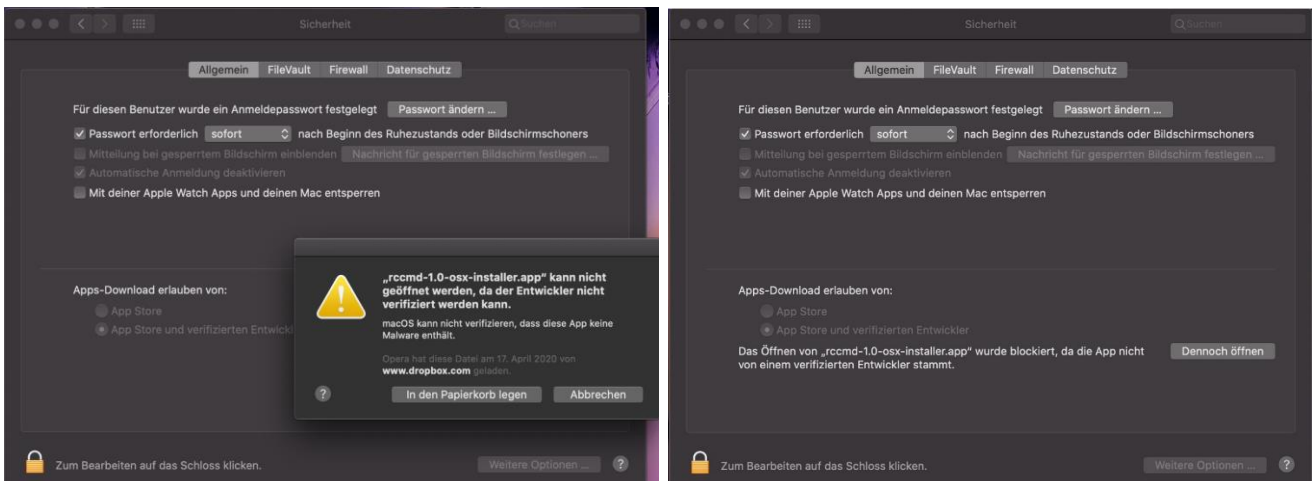 Sicherheit
Suchen
Allgemein FileVault Firewall Datenschutz
Für diesen Benutzer wurde ein Anmeldepasswort festgelegt Passwort ändern ...
Passwort erforderlich sofort nach Beginn des Ruhezustands oder Bildschirmschoners
Mitteilung bei gesperrtem Bildschirm einblenden Nachricht für gesperrten Bildschirm festlegen ...
Automatische Anmeldung deaktivieren
Mit deiner Apple Watch Apps und deinen Mac entsperren
Apps-Download erlauben von:
App Store
App Store und verifizierten Entwickl
„rccmd-1.0-osx-installer.app“ kann nicht
geöffnet werden, da der Entwickler nicht
verifiziert werden kann.
macOS kann nicht verifizieren, dass diese App keine
Malware enthält.
Opera hat diese Datei am 17. April 2020 von
www.dropbox.com geladen.
?
In den Papierkorb legen Abbrechen
Zum Bearbeiten auf das Schloss klicken. Weitere Optionen ... ?
Sicherheit
Suchen
Allgemein FileVault Firewall Datenschutz
Für diesen Benutzer wurde ein Anmeldepasswort festgelegt Passwort ändern ...
Passwort erforderlich sofort nach Beginn des Ruhezustands oder Bildschirmschoners
Mitteilung bei gesperrtem Bildschirm einblenden Nachricht für gesperrten Bildschirm festlegen ...
Automatische Anmeldung deaktivieren
Mit deiner Apple Watch Apps und deinen Mac entsperren
Apps-Download erlauben von:
App Store
App Store und verifizierten Entwickler
Das Öffnen von „rccmd-1.0-osx-installer.app“ wurde blockiert, da die App nicht Dennoch öffnen
von einem verifizierten Entwickler stammt.
Zum Bearbeiten auf das Schloss klicken. Weitere Optionen ... ?